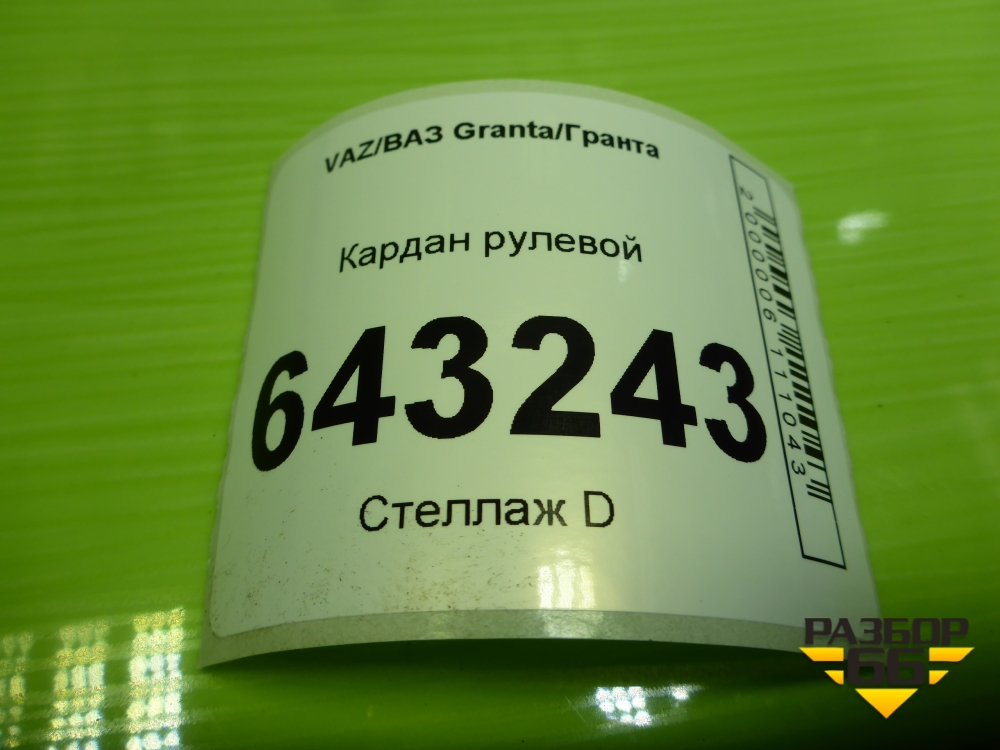 VAZ/ВАЗ Granta/Гранта
Кардан рулевой
643243
Стеллаж D
2000006111043
РАЗБОР
66